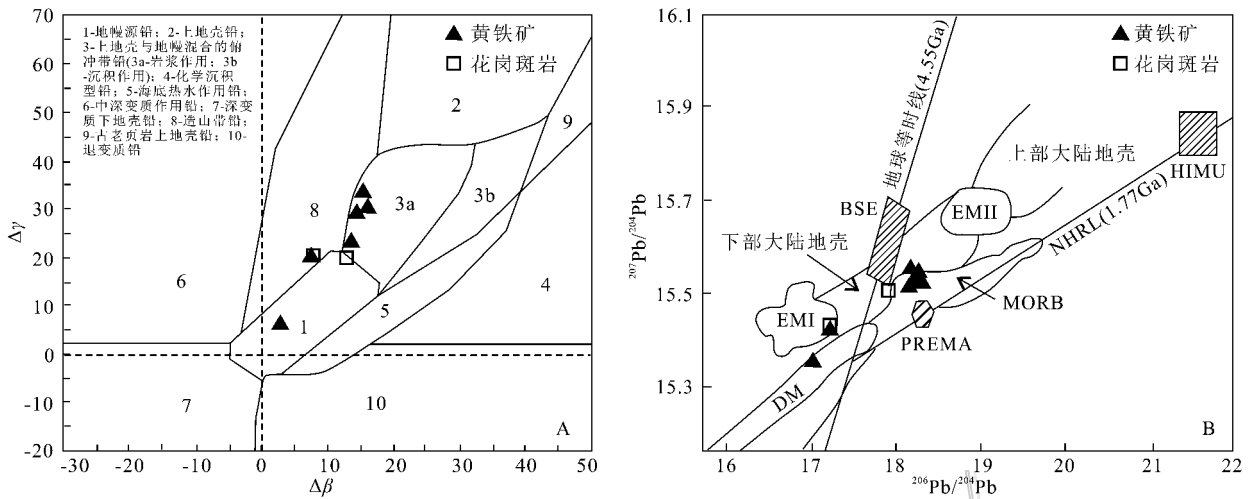 70
60
50
40
30
20
10
0
-10
-20
Δγ
-30
-20
-10
0
10
20
30
40
50
Δβ
1-地幔源铅；2-上地壳铅；
3-上地壳与地幔混合的俯
冲带铅(3a-岩浆作用；3b
-沉积作用)；4-化学沉积
型铅；5-海底热水作用铅；
6-中深变质作用铅；7-深变
质下地壳铅；8-造山带铅；
9-古老页岩上地壳铅；10-
退变质铅
黄铁矿
花岗斑岩
2
9
3a
3b
8
6
4
5
1
7
10
A
16.1
15.9
15.7
15.5
15.3
207Pb/204Pb
16
17
18
19
20
21
22
206Pb/204Pb
黄铁矿
花岗斑岩
地球等时线(4.55Ga)
上部大陆地壳
HIMU
NHRL(1.77Ga)
BSE
EMII
下部大陆地壳
MORB
EMI
PREMA
DM
B